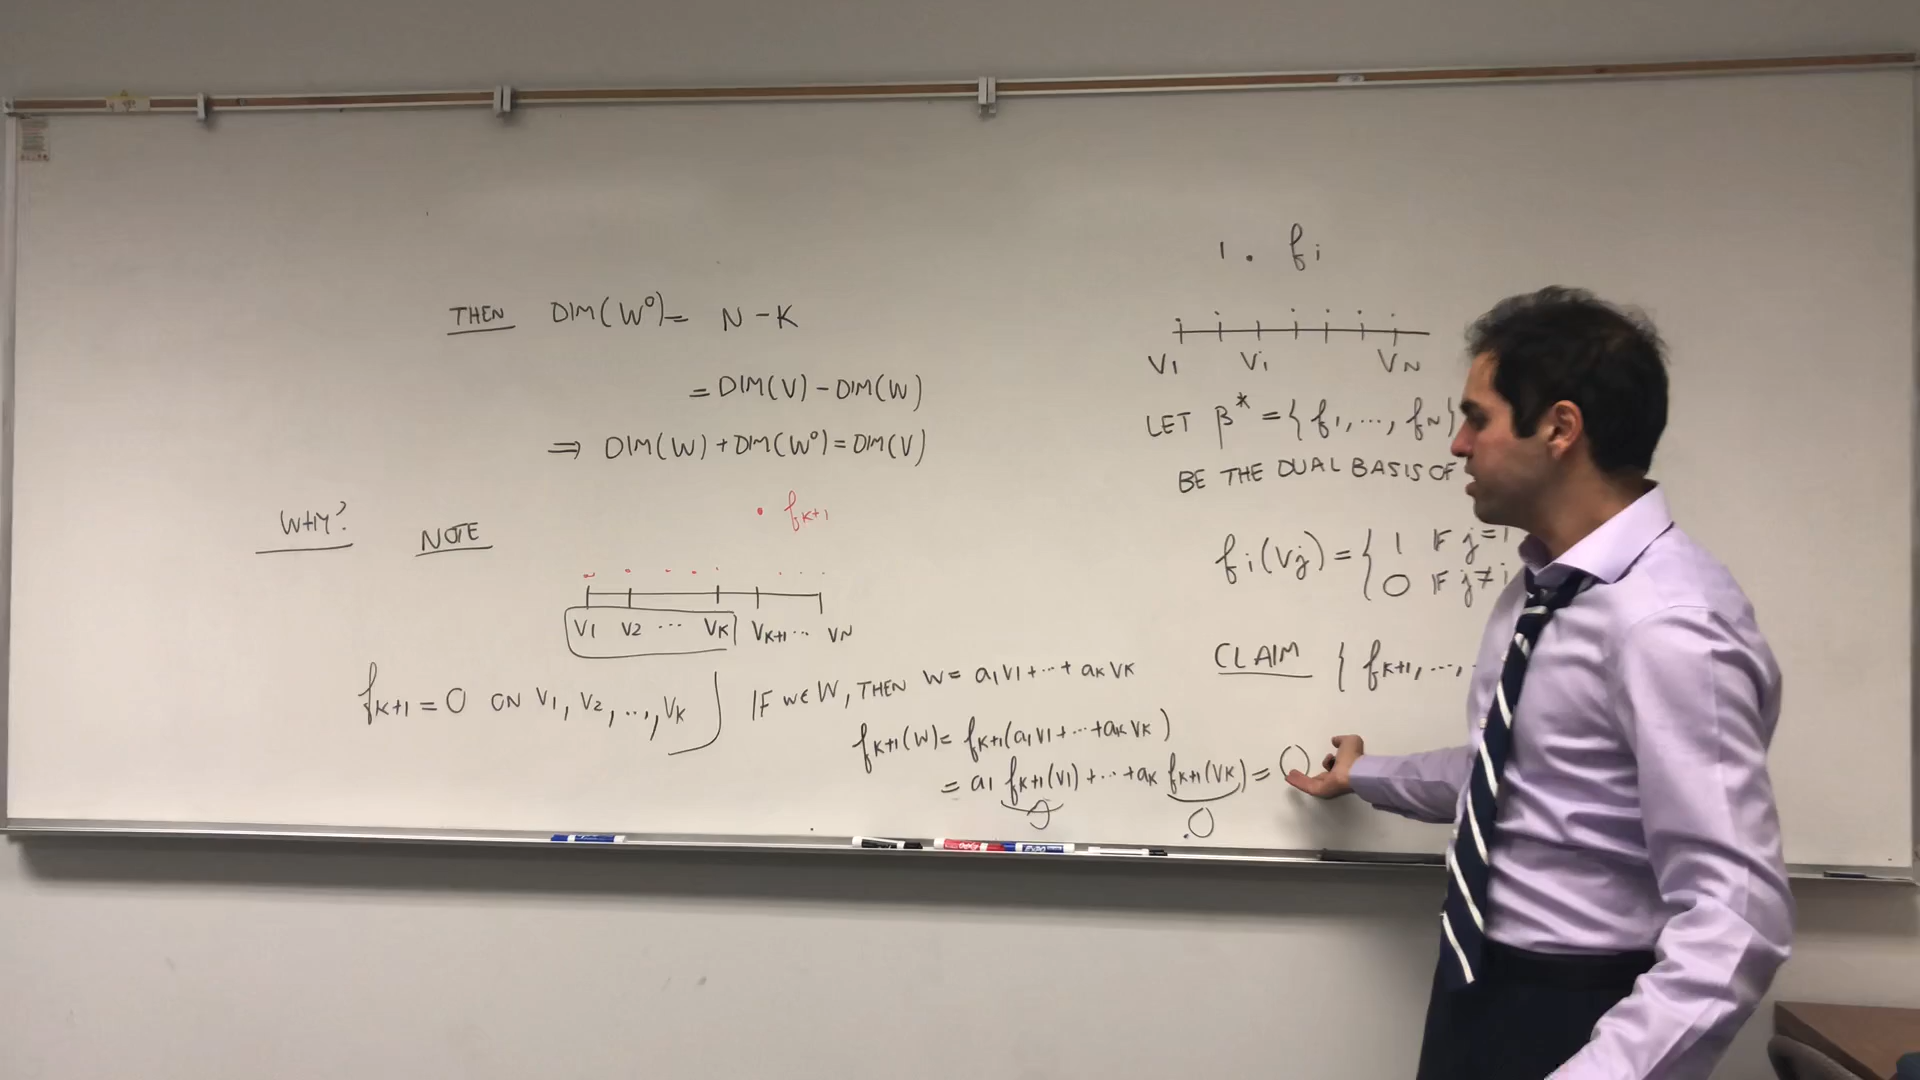 THEN DIM(W⁰) = N - K
= DIM(V) - DIM(W)
⇒ DIM(W) + DIM(W⁰) = DIM(V)
WHY? NOTE
• fK+1
V1 V2 ... VK VK+1 ... VN
fK+1 = 0 ON V1, V2, ..., VK
IF W∈W, THEN W = a1V1 + ... + aKVK
fK+1(W) = fK+1(a1V1 + ... + aKVK)
= a1 fK+1(V1) + ... + aK fK+1(VK) = 0
0 0
1 • fi
V1 Vi VN
LET β* = { f1, ..., fN }
BE THE DUAL BASIS OF
fi(Vj) = { 1 IF j = i
0 IF j ≠ i
CLAIM { fK+1, ...,